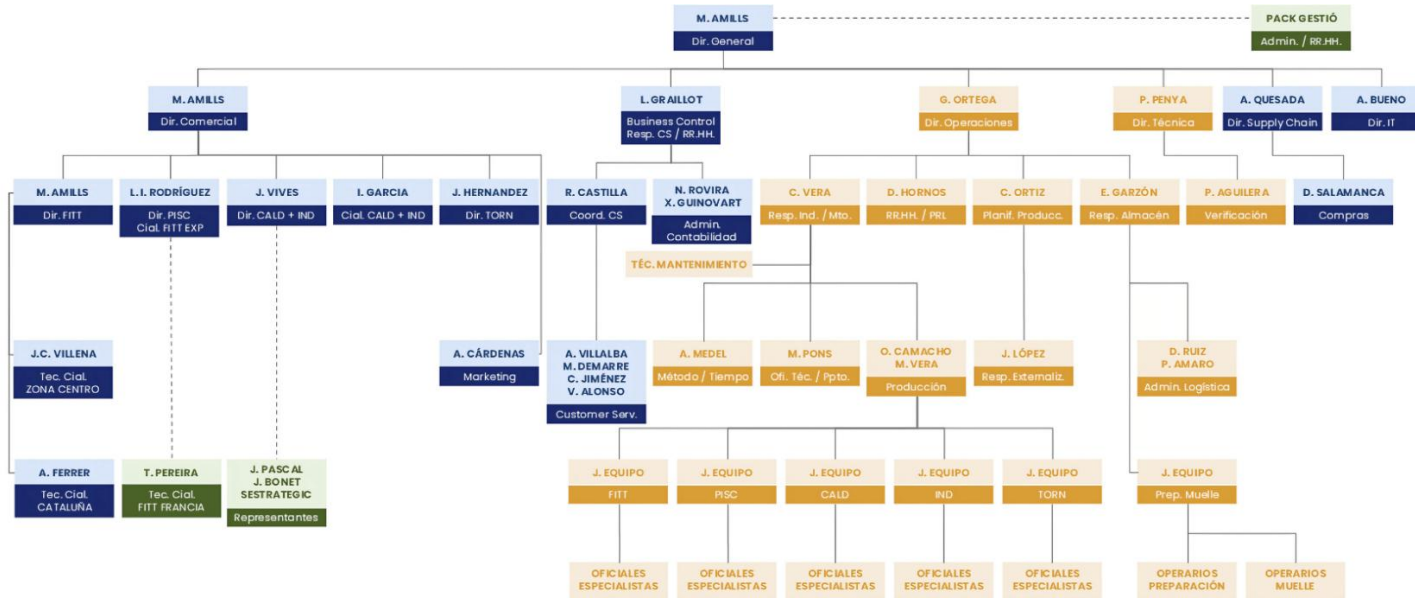 M. AMILLS
Dir. General
PACK GESTIÓ
Admin. / RR.HH.
M. AMILLS
Dir. Comercial
L. GRAILLOT
Business Control
Resp. CS / RR.HH.
G. ORTEGA
Dir. Operaciones
P. PENYA
Dir. Técnica
A. QUESADA
Dir. Supply Chain
A. BUENO
Dir. IT
M. AMILLS
Dir. FITT
L. I. RODRÍGUEZ
Dir. PISC
Cial. FITT EXP
J. VIVES
Dir. CALD + IND
I. GARCIA
Cial. CALD + IND
J. HERNANDEZ
Dir. TORN
R. CASTILLA
Coord. CS
N. ROVIRA
X. GUINOVART
Admin.
Contabilidad
C. VERA
Resp. Ind. / Mto.
D. HORNOS
RR.HH. / PRL
C. ORTIZ
Planif. Producc.
E. GARZÓN
Resp. Almacén
P. AGUILERA
Verificación
D. SALAMANCA
Compras
TÉC. MANTENIMIENTO
J.C. VILLENA
Tec. Cial.
ZONA CENTRO
A. CÁRDENAS
Marketing
A. VILLALBA
M. DEMARRE
C. JIMÉNEZ
V. ALONSO
Customer Serv.
A. MEDEL
Método / Tiempo
M. PONS
Ofi. Téc. / Ppto.
O. CAMACHO
M. VERA
Producción
J. LÓPEZ
Resp. Externaliz.
D. RUIZ
P. AMARO
Admin. Logística
A. FERRER
Tec. Cial.
CATALUÑA
T. PEREIRA
Tec. Cial.
FITT FRANCIA
J. PASCAL
J. BONET
SESTRATEGIC
Representantes
J. EQUIPO
FITT
J. EQUIPO
PISC
J. EQUIPO
CALD
J. EQUIPO
IND
J. EQUIPO
TORN
J. EQUIPO
Prep. Muelle
OFICIALES
ESPECIALISTAS
OFICIALES
ESPECIALISTAS
OFICIALES
ESPECIALISTAS
OFICIALES
ESPECIALISTAS
OFICIALES
ESPECIALISTAS
OPERARIOS
PREPARACIÓN
OPERARIOS
MUELLE